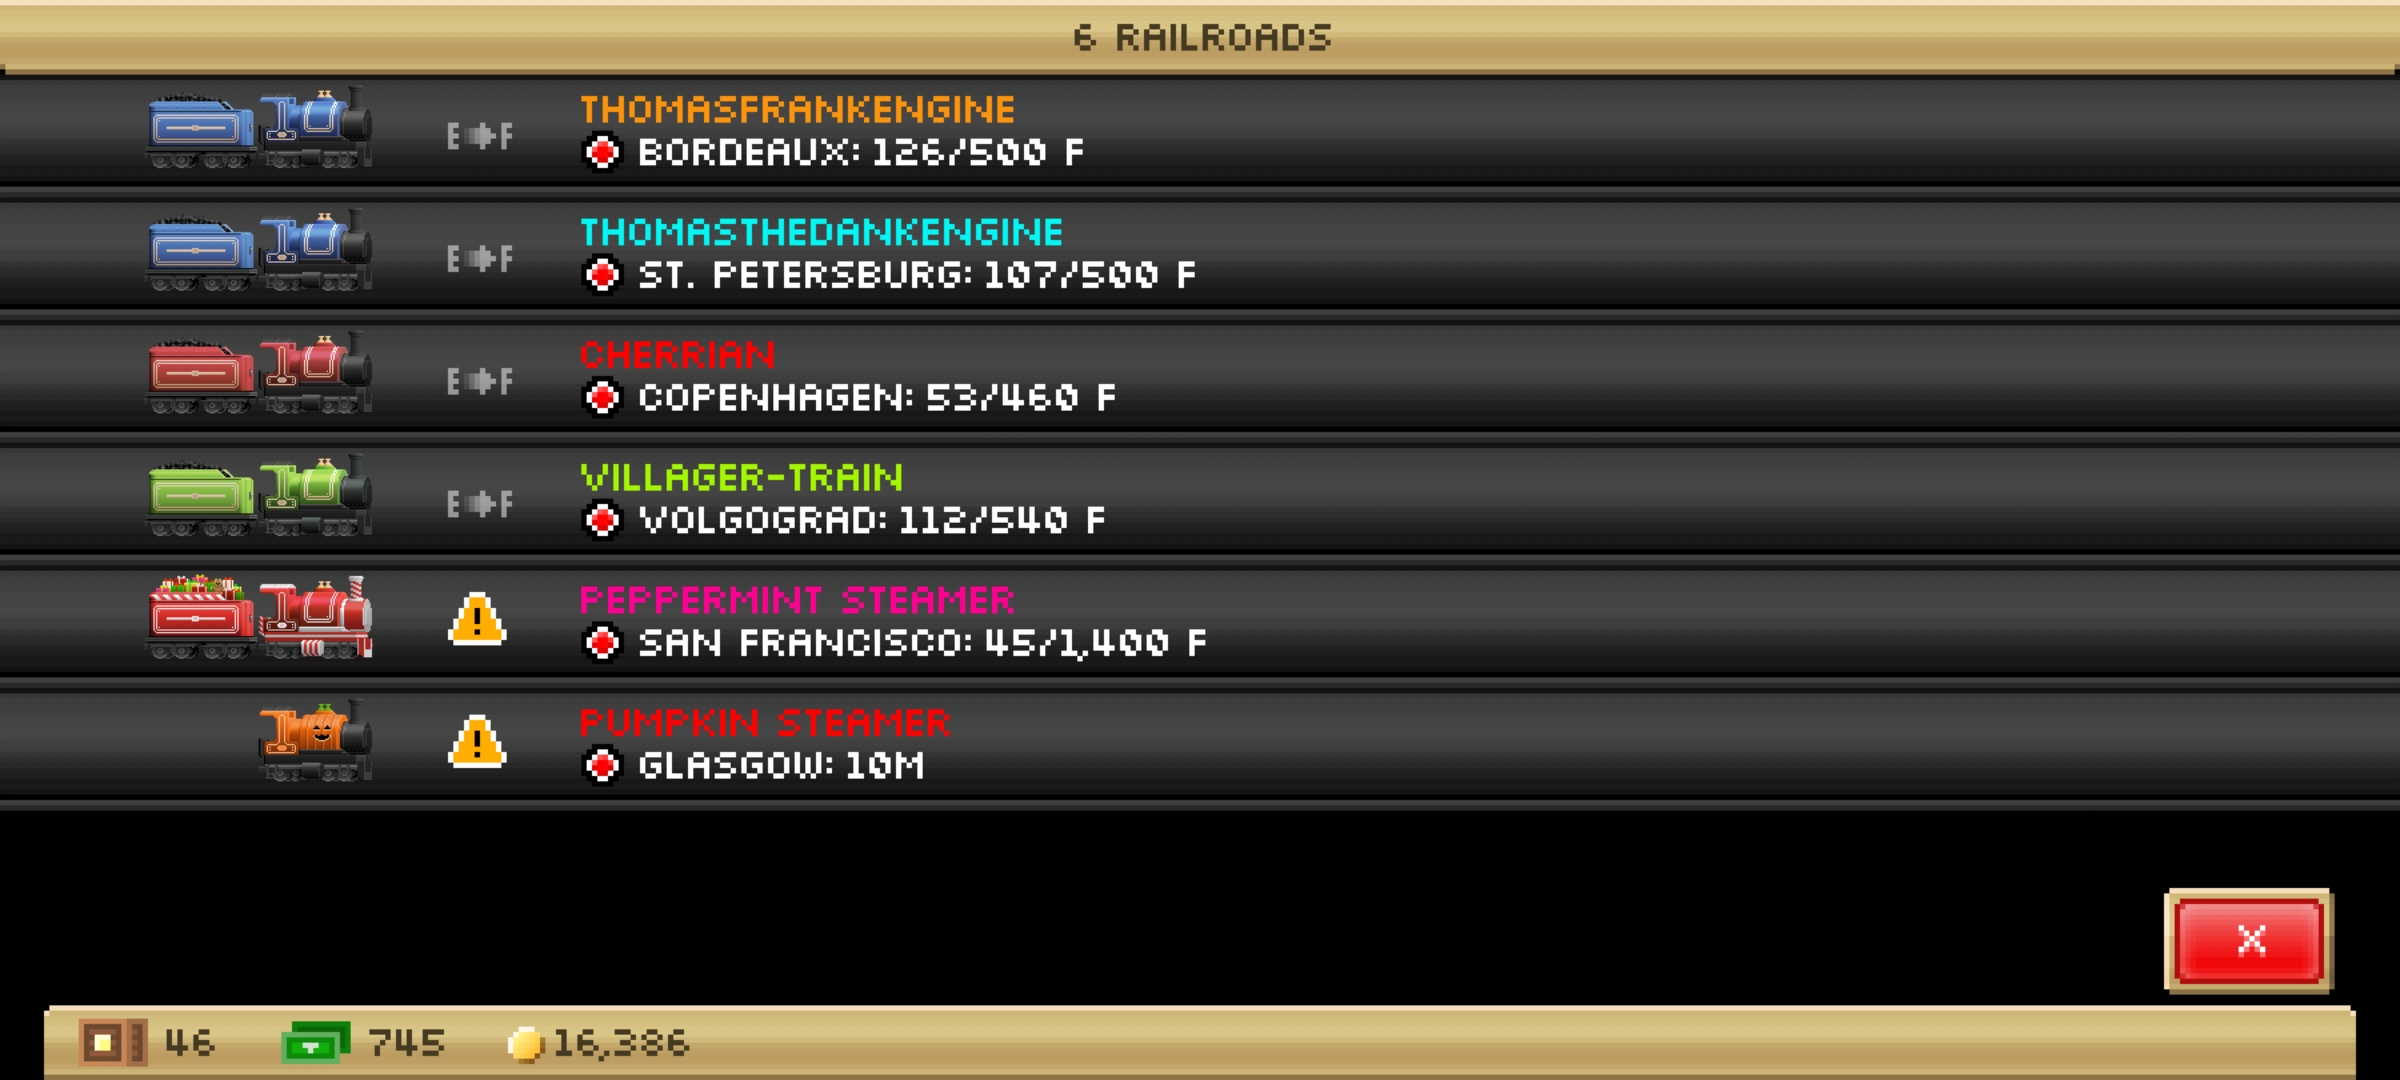 6 RAILROADS
THOMASFRANKENGINE
E F
BORDEAUX: 126/500 F
THOMASTHEDANKENGINE
E F
ST. PETERSBURG: 107/500 F
CHERRIAN
E F
COPENHAGEN: 53/460 F
VILLAGER-TRAIN
E F
VOLGOGRAD: 112/540 F
PEPPERMINT STEAMER
!
SAN FRANCISCO: 45/1,400 F
PUMPKIN STEAMER
!
GLASGOW: 10M
X
46 745 16,386